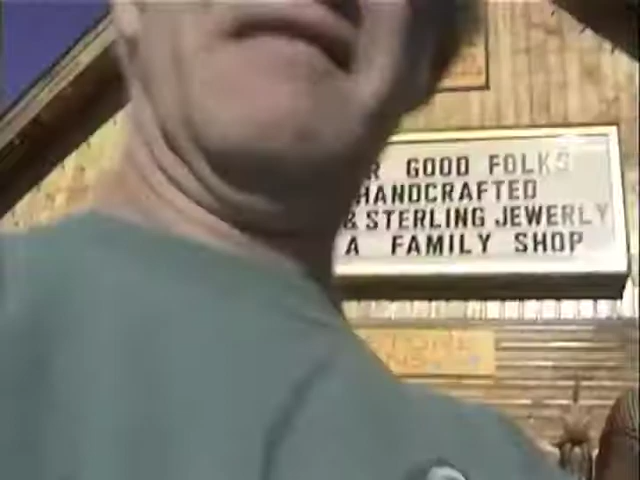 R GOOD FOLKS
HANDCRAFTED
& STERLING JEWERLY
A FAMILY SHOP